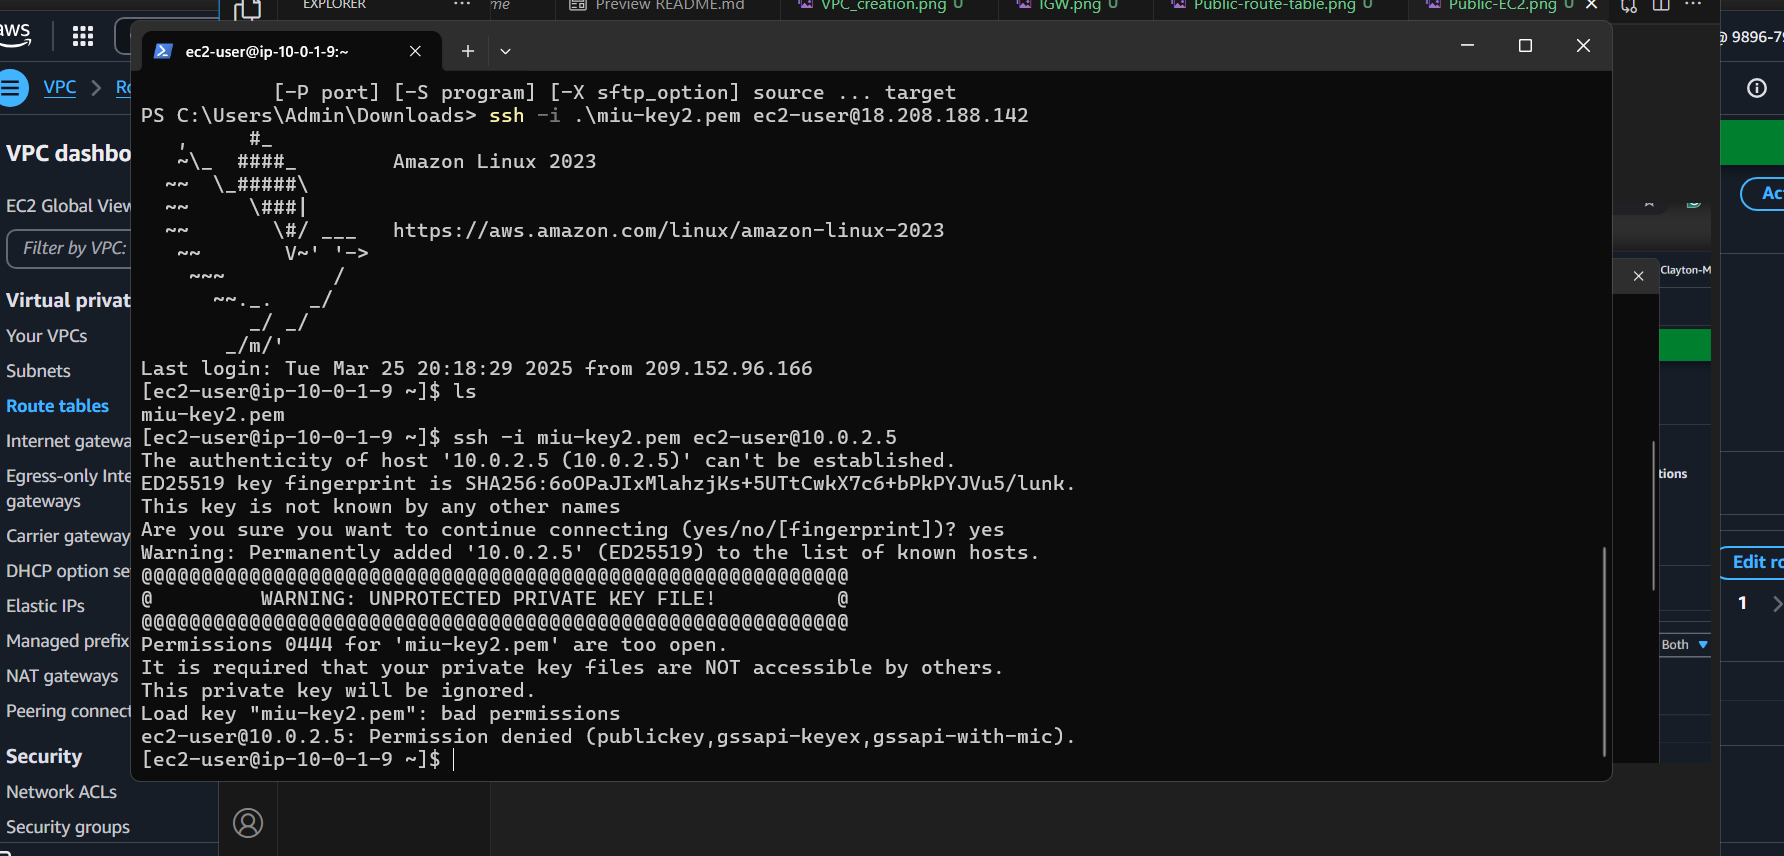 EXPLORER
me
Preview README.md
VPC_creation.png U
IGW.png U
Public-route-table.png U
Public-EC2.png U
aws
9896-79
VPC
Ro
ec2-user@ip-10-0-1-9:~
[-P port] [-S program] [-X sftp_option] source ... target
PS C:\Users\Admin\Downloads> ssh -i .\miu-key2.pem ec2-user@18.208.188.142
   ,     #_
   ~\_  ####_        Amazon Linux 2023
  ~~  \_#####\
  ~~     \###|
  ~~       \#/ ___   https://aws.amazon.com/linux/amazon-linux-2023
   ~~       V~' '->
    ~~~         /
      ~~._.   _/
         _/ _/
       _/m/'
Last login: Tue Mar 25 20:18:29 2025 from 209.152.96.166
[ec2-user@ip-10-0-1-9 ~]$ ls
miu-key2.pem
[ec2-user@ip-10-0-1-9 ~]$ ssh -i miu-key2.pem ec2-user@10.0.2.5
The authenticity of host '10.0.2.5 (10.0.2.5)' can't be established.
ED25519 key fingerprint is SHA256:6oOPaJIxMlahzjKs+5UTtCwkX7c6+bPkPYJVu5/lunk.
This key is not known by any other names
Are you sure you want to continue connecting (yes/no/[fingerprint])? yes
Warning: Permanently added '10.0.2.5' (ED25519) to the list of known hosts.
@@@@@@@@@@@@@@@@@@@@@@@@@@@@@@@@@@@@@@@@@@@@@@@@@@@@@@@@@@@
@         WARNING: UNPROTECTED PRIVATE KEY FILE!          @
@@@@@@@@@@@@@@@@@@@@@@@@@@@@@@@@@@@@@@@@@@@@@@@@@@@@@@@@@@@
Permissions 0444 for 'miu-key2.pem' are too open.
It is required that your private key files are NOT accessible by others.
This private key will be ignored.
Load key "miu-key2.pem": bad permissions
ec2-user@10.0.2.5: Permission denied (publickey,gssapi-keyex,gssapi-with-mic).
[ec2-user@ip-10-0-1-9 ~]$
VPC dashbo
EC2 Global View
Filter by VPC:
Virtual privat
Your VPCs
Subnets
Route tables
Internet gatewa
Egress-only Inte
gateways
Carrier gateway
DHCP option se
Elastic IPs
Managed prefix
NAT gateways
Peering connect
Security
Network ACLs
Security groups
Act
Clayton-M
tions
Edit ro
1
Both